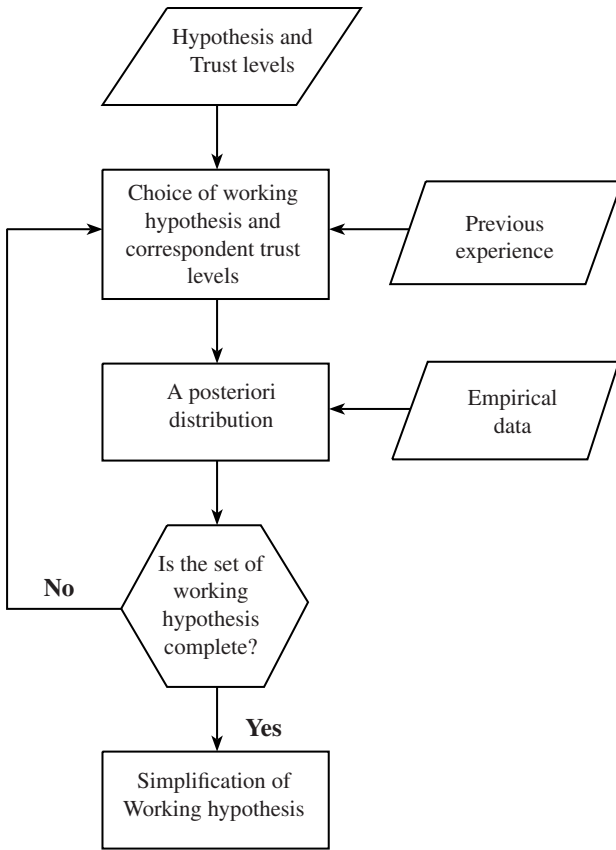 Hypothesis and
Trust levels
Choice of working
hypothesis and
correspondent trust
levels
Previous
experience
A posteriori
distribution
Empirical
data
Is the set of
working
hypothesis
complete?
No
Yes
Simplification of
Working hypothesis